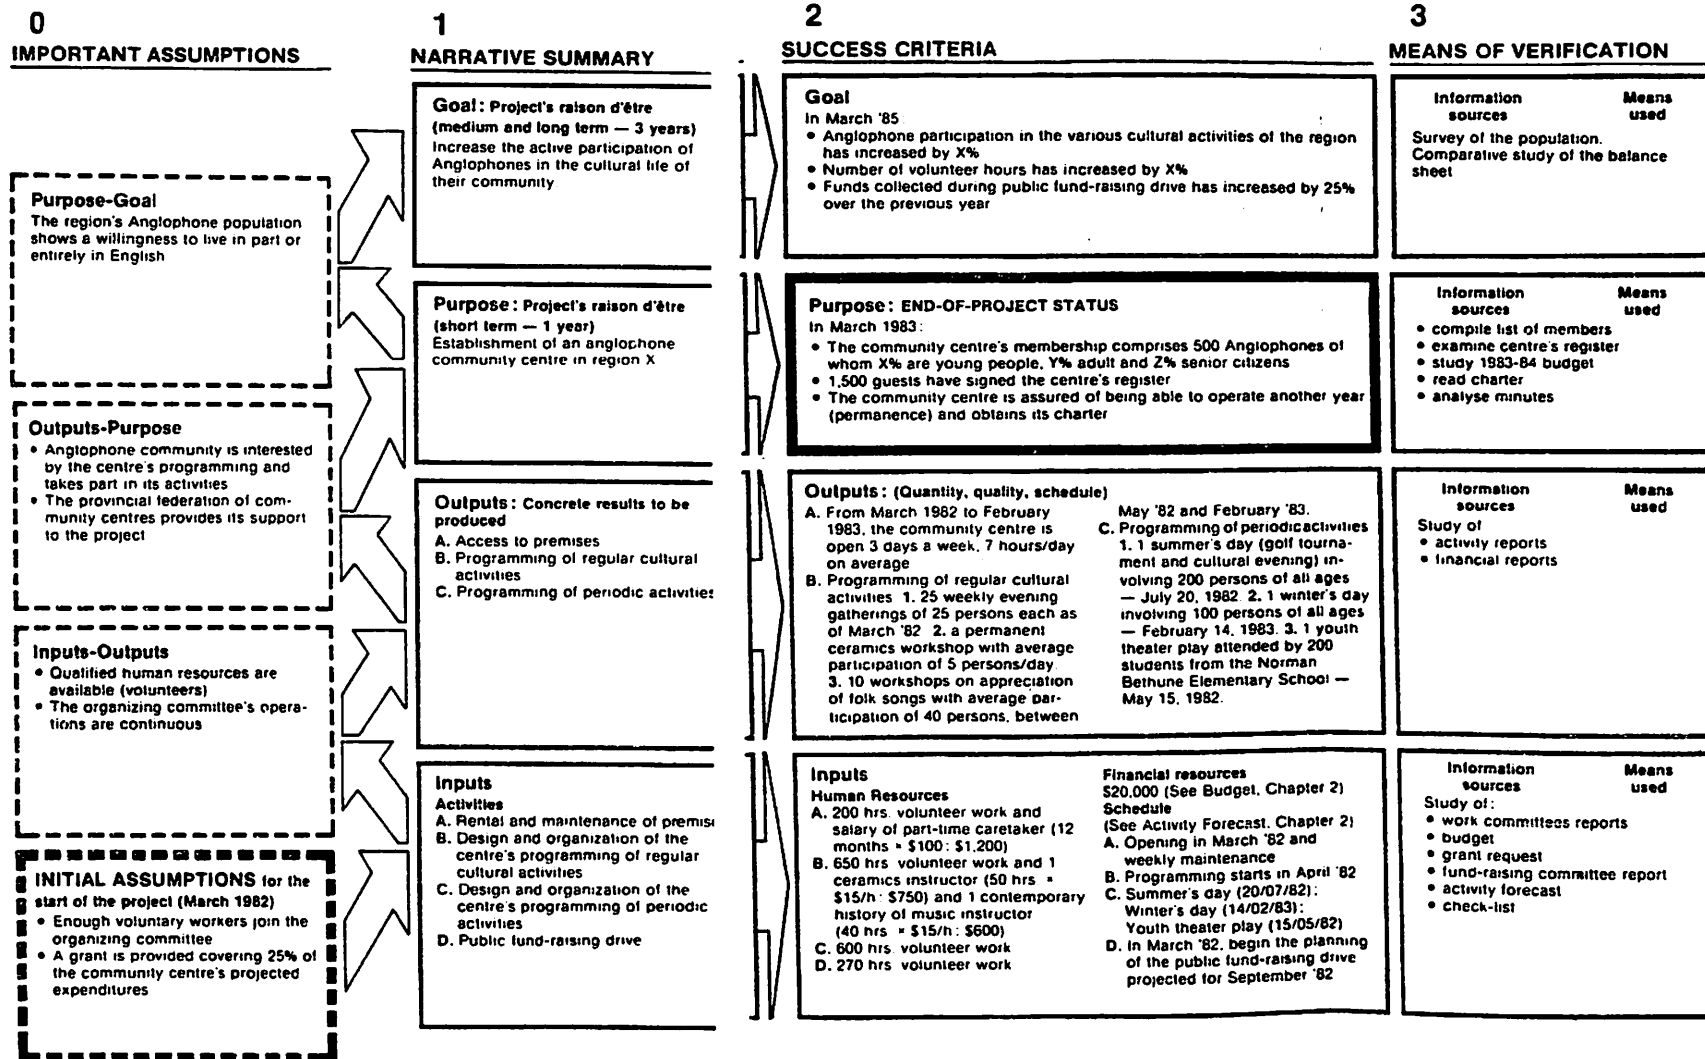 0
IMPORTANT ASSUMPTIONS
Purpose-Goal
The region's Anglophone population
shows a willingness to live in part or
entirely in English
Outputs-Purpose
• Anglophone community is interested
by the centre's programming and
takes part in its activities
• The provincial federation of com-
munity centres provides its support
to the project
Inputs-Outputs
• Qualified human resources are
available (volunteers)
• The organizing committee's opera-
tions are continuous
INITIAL ASSUMPTIONS for the
start of the project (March 1982)
• Enough voluntary workers join the
organizing committee
• A grant is provided covering 25% of
the community centre's projected
expenditures
1
NARRATIVE SUMMARY
Goal: Project's raison d'être
(medium and long term — 3 years)
Increase the active participation of
Anglophones in the cultural life of
their community
Purpose: Project's raison d'être
(short term — 1 year)
Establishment of an anglophone
community centre in region X
Outputs: Concrete results to be
produced
A. Access to premises
B. Programming of regular cultural
activities
C. Programming of periodic activities
Inputs
Activities
A. Rental and maintenance of premis
B. Design and organization of the
centre's programming of regular
cultural activities
C. Design and organization of the
centre's programming of periodic
activities
D. Public fund-raising drive
2
SUCCESS CRITERIA
Goal
In March '85
• Anglophone participation in the various cultural activities of the region
has increased by X%
• Number of volunteer hours has increased by X%
• Funds collected during public fund-raising drive has increased by 25%
over the previous year
Purpose: END-OF-PROJECT STATUS
In March 1983:
• The community centre's membership comprises 500 Anglophones of
whom X% are young people, Y% adult and Z% senior citizens
• 1,500 guests have signed the centre's register
• The community centre is assured of being able to operate another year
(permanence) and obtains its charter
Outputs: (Quantity, quality, schedule)
A. From March 1982 to February
1983, the community centre is
open 3 days a week, 7 hours/day
on average
B. Programming of regular cultural
activities 1. 25 weekly evening
gatherings of 25 persons each as
of March '82 2. a permanent
ceramics workshop with average
participation of 5 persons/day
3. 10 workshops on appreciation
of folk songs with average par-
ticipation of 40 persons, between
May '82 and February '83.
C. Programming of periodic activities
1. 1 summer's day (golf tourna-
ment and cultural evening) in-
volving 200 persons of all ages
— July 20, 1982. 2. 1 winter's day
involving 100 persons of all ages
— February 14, 1983. 3. 1 youth
theater play attended by 200
students from the Norman
Bethune Elementary School —
May 15, 1982.
Inputs
Human Resources
A. 200 hrs. volunteer work and
salary of part-time caretaker (12
months × $100: $1,200)
B. 650 hrs volunteer work and 1
ceramics instructor (50 hrs ×
$15/h: $750) and 1 contemporary
history of music instructor
(40 hrs × $15/h: $600)
C. 600 hrs. volunteer work
D. 270 hrs volunteer work
Financial resources
$20,000 (See Budget, Chapter 2)
Schedule
(See Activity Forecast, Chapter 2)
A. Opening in March '82 and
weekly maintenance
B. Programming starts in April '82
C. Summer's day (20/07/82);
Winter's day (14/02/83);
Youth theater play (15/05/82)
D. In March '82, begin the planning
of the public fund-raising drive
projected for September '82
3
MEANS OF VERIFICATION
Information sources Means used
Survey of the population.
Comparative study of the balance
sheet
Information sources Means used
• compile list of members
• examine centre's register
• study 1983-84 budget
• read charter
• analyse minutes
Information sources Means used
Study of
• activity reports
• financial reports
Information sources Means used
Study of:
• work committees reports
• budget
• grant request
• fund-raising committee report
• activity forecast
• check-list